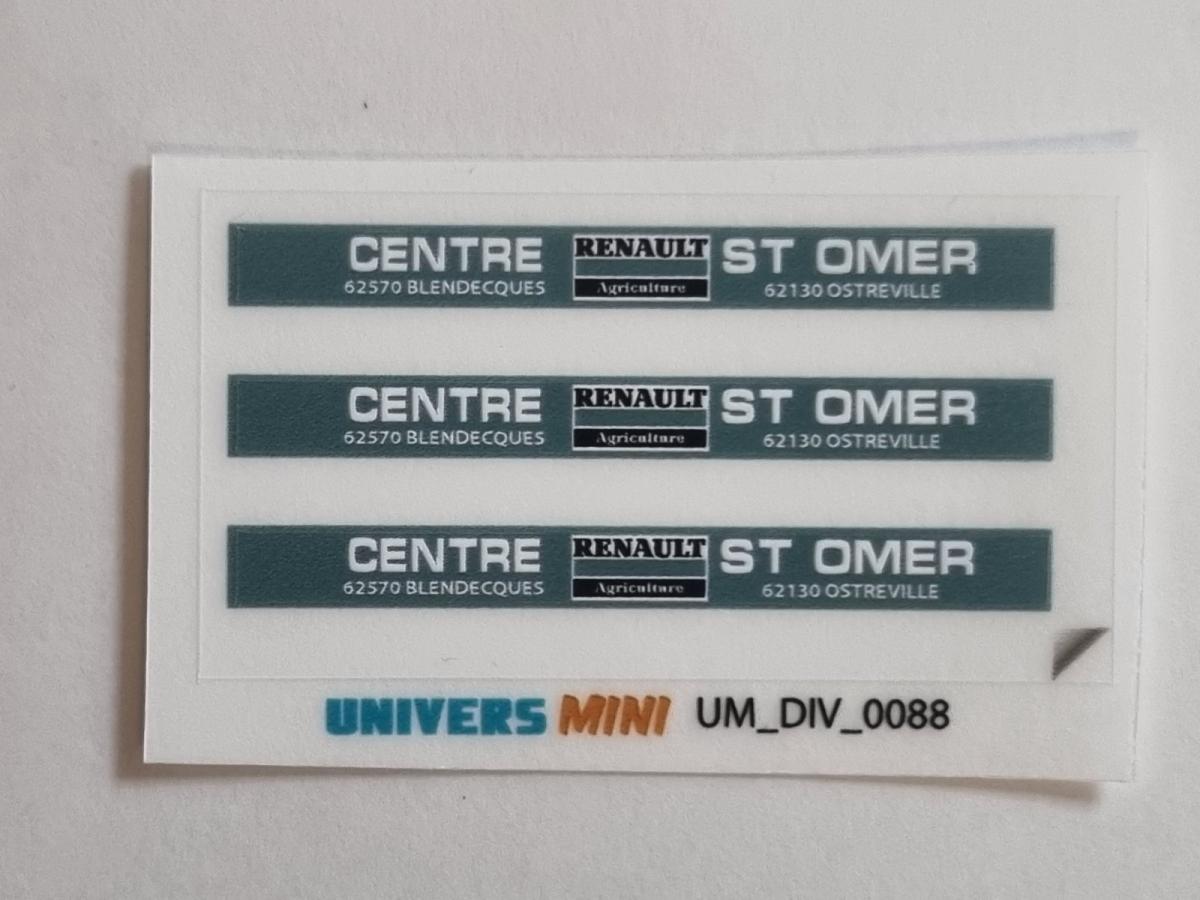 CENTRE RENAULT ST OMER
62570 BLENDECQUES Agriculture 62130 OSTREVILLE
CENTRE RENAULT ST OMER
62570 BLENDECQUES Agriculture 62130 OSTREVILLE
CENTRE RENAULT ST OMER
62570 BLENDECQUES Agriculture 62130 OSTREVILLE
UNIVERS MINI UM_DIV_0088